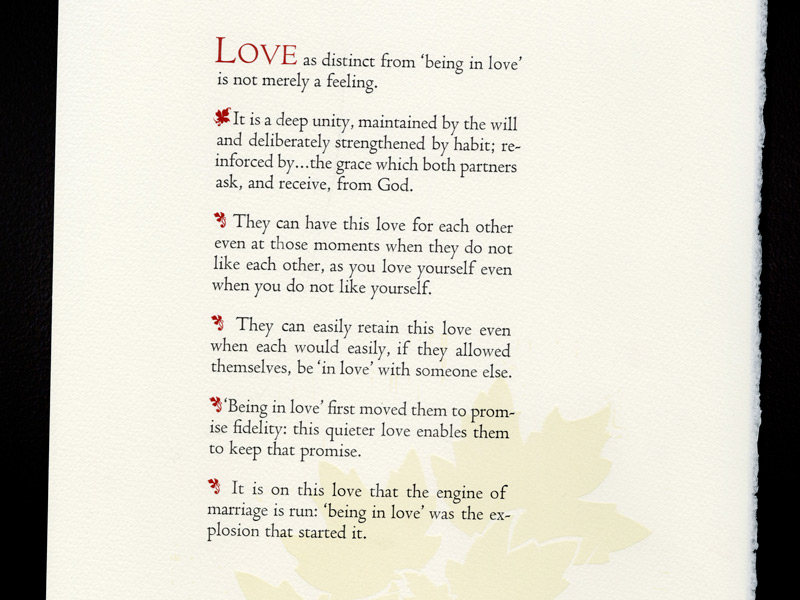 LOVE as distinct from ‘being in love’
is not merely a feeling.
It is a deep unity, maintained by the will
and deliberately strengthened by habit; re-
inforced by...the grace which both partners
ask, and receive, from God.
They can have this love for each other
even at those moments when they do not
like each other, as you love yourself even
when you do not like yourself.
They can easily retain this love even
when each would easily, if they allowed
themselves, be ‘in love’ with someone else.
‘Being in love’ first moved them to prom-
ise fidelity: this quieter love enables them
to keep that promise.
It is on this love that the engine of
marriage is run: ‘being in love’ was the ex-
plosion that started it.